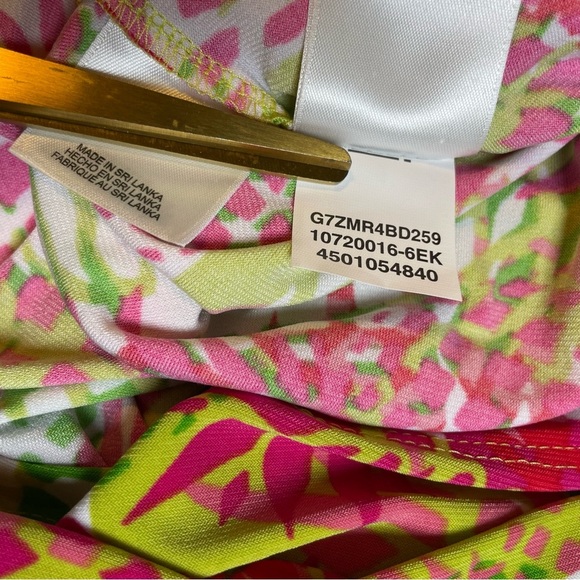 MADE IN SRI LANKA
HECHO EN SRI LANKA
FABRIQUÉ AU SRI LANKA
G7ZMR4BD259
10720016-6EK
4501054840